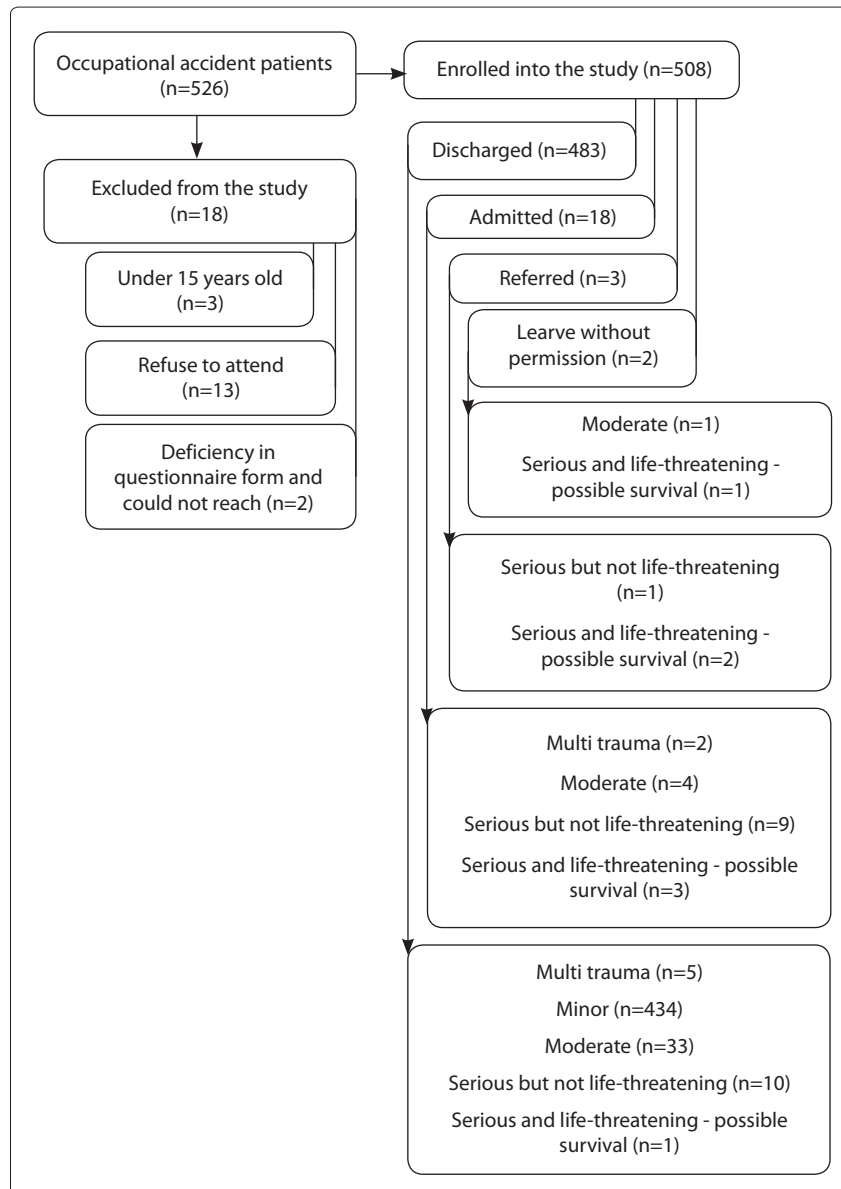 Occupational accident patients
(n=526)
Enrolled into the study (n=508)
Excluded from the study
(n=18)
Under 15 years old
(n=3)
Refuse to attend
(n=13)
Deficiency in
questionnaire form and
could not reach (n=2)
Discharged (n=483)
Admitted (n=18)
Referred (n=3)
Learve without
permission (n=2)
Moderate (n=1)
Serious and life-threatening -
possible survival (n=1)
Serious but not life-threatening
(n=1)
Serious and life-threatening -
possible survival (n=2)
Multi trauma (n=2)
Moderate (n=4)
Serious but not life-threatening (n=9)
Serious and life-threatening - possible
survival (n=3)
Multi trauma (n=5)
Minor (n=434)
Moderate (n=33)
Serious but not life-threatening (n=10)
Serious and life-threatening - possible
survival (n=1)